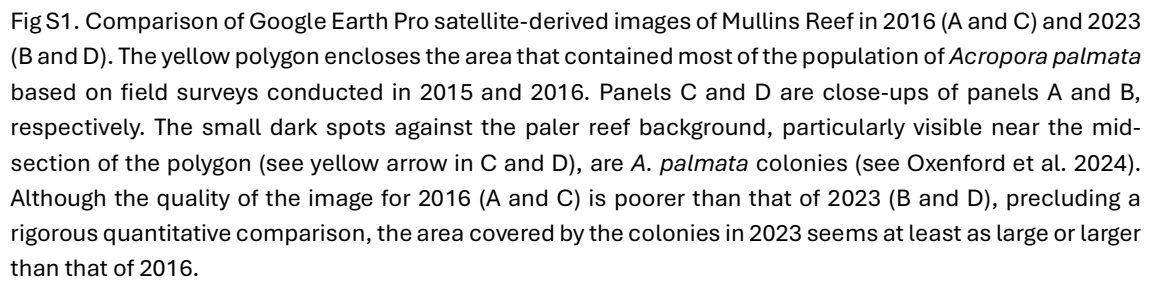 Fig S1. Comparison of Google Earth Pro satellite-derived images of Mullins Reef in 2016 (A and C) and 2023
(B and D). The yellow polygon encloses the area that contained most of the population of Acropora palmata
based on field surveys conducted in 2015 and 2016. Panels C and D are close-ups of panels A and B,
respectively. The small dark spots against the paler reef background, particularly visible near the mid-
section of the polygon (see yellow arrow in C and D), are A. palmata colonies (see Oxenford et al. 2024).
Although the quality of the image for 2016 (A and C) is poorer than that of 2023 (B and D), precluding a
rigorous quantitative comparison, the area covered by the colonies in 2023 seems at least as large or larger
than that of 2016.